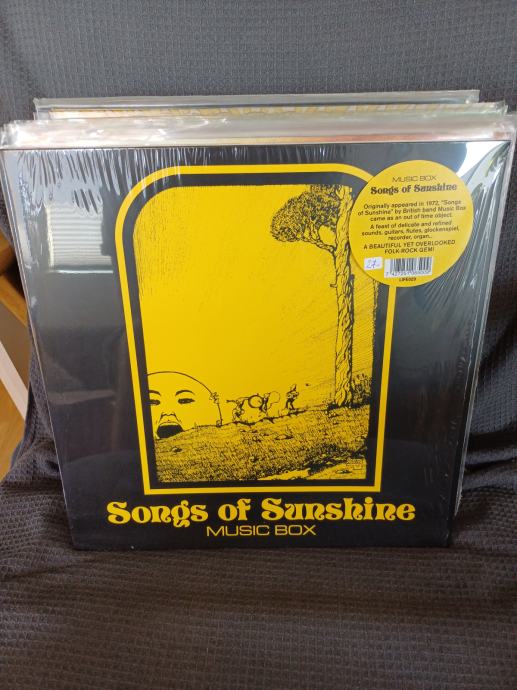 MUSIC BOX
Songs of Sunshine
Originally appeared in 1972, "Songs
of Sunshine" by British band Music Box
came as an out of time object.
A feast of delicate and refined
sounds, guitars, flutes, glockenspiel,
recorder, organ...
A BEAUTIFUL YET OVERLOOKED
FOLK-ROCK GEM!
LIFE029
Songs of Sunshine
MUSIC BOX